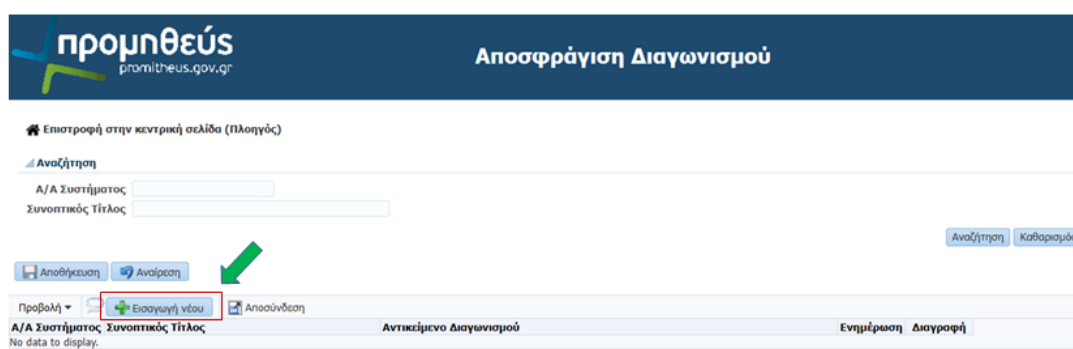 προμηθεύς
promitheus.gov.gr
Αποσφράγιση Διαγωνισμού
Επιστροφή στην κεντρική σελίδα (Πλοηγός)
Αναζήτηση
Α/Α Συστήματος
Συνοπτικός Τίτλος
Αναζήτηση Καθαρισμός
Αποθήκευση Αναίρεση
Προβολή Εισαγωγή νέου Αποσύνδεση
Α/Α Συστήματος Συνοπτικός Τίτλος Αντικείμενο Διαγωνισμού Ενημέρωση Διαγραφή
No data to display.